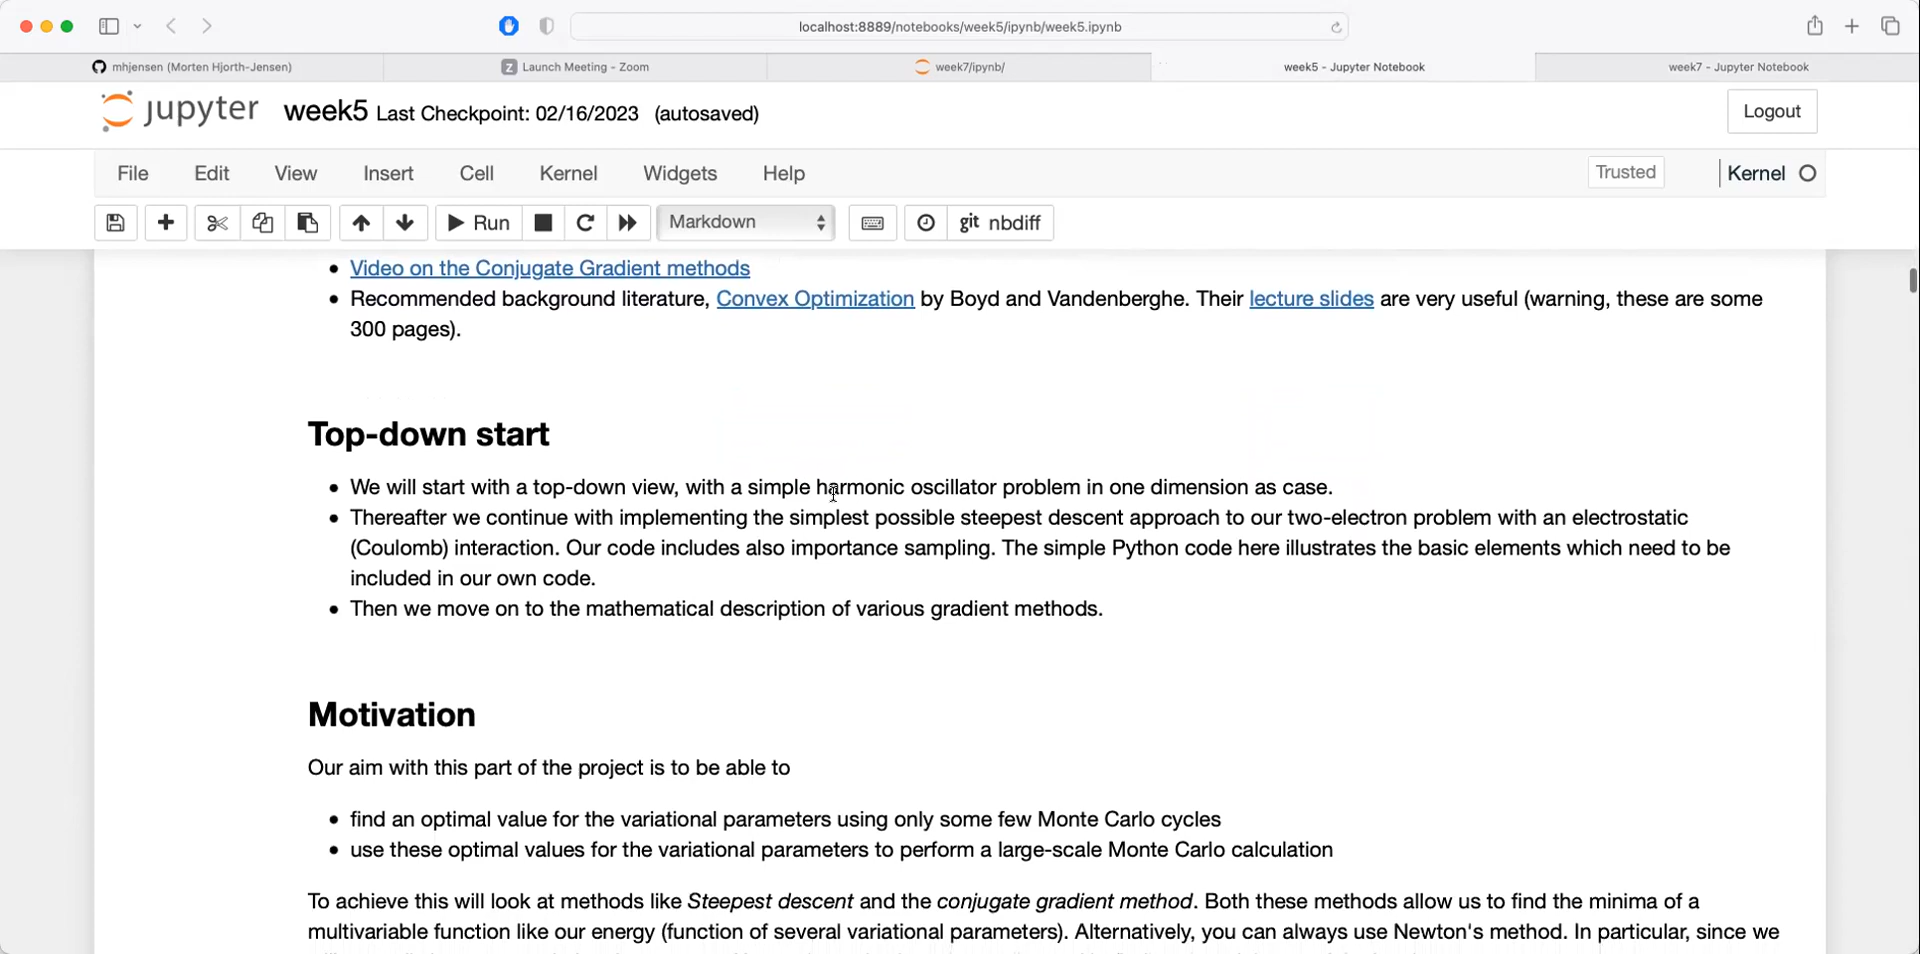 localhost:8889/notebooks/week5/ipynb/week5.ipynb
mhjensen (Morten Hjorth-Jensen)
Z Launch Meeting - Zoom
week7/ipynb/
week5 - Jupyter Notebook
week7 - Jupyter Notebook
jupyter week5 Last Checkpoint: 02/16/2023 (autosaved)
Logout
File Edit View Insert Cell Kernel Widgets Help
Trusted
Kernel
Run
Markdown
git nbdiff
• Video on the Conjugate Gradient methods
• Recommended background literature, Convex Optimization by Boyd and Vandenberghe. Their lecture slides are very useful (warning, these are some
300 pages).
Top-down start
• We will start with a top-down view, with a simple harmonic oscillator problem in one dimension as case.
• Thereafter we continue with implementing the simplest possible steepest descent approach to our two-electron problem with an electrostatic
(Coulomb) interaction. Our code includes also importance sampling. The simple Python code here illustrates the basic elements which need to be
included in our own code.
• Then we move on to the mathematical description of various gradient methods.
Motivation
Our aim with this part of the project is to be able to
• find an optimal value for the variational parameters using only some few Monte Carlo cycles
• use these optimal values for the variational parameters to perform a large-scale Monte Carlo calculation
To achieve this will look at methods like Steepest descent and the conjugate gradient method. Both these methods allow us to find the minima of a
multivariable function like our energy (function of several variational parameters). Alternatively, you can always use Newton's method. In particular, since we